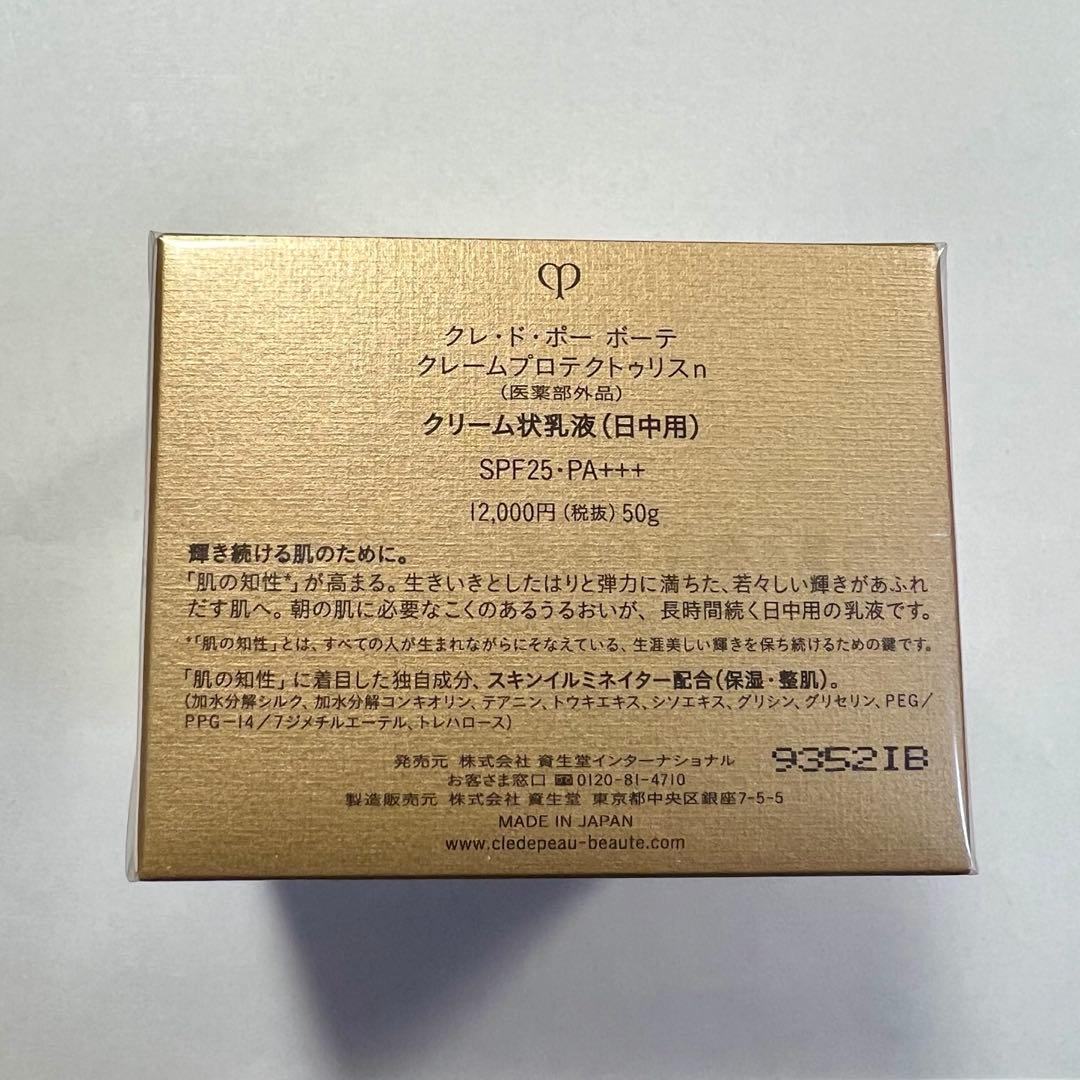 クレ・ド・ポー ボーテ
クレームプロテクトゥリスn
(医薬部外品)
クリーム状乳液(日中用)
SPF25・PA+++
12,000円(税抜)50g
輝き続ける肌のために。
「肌の知性*」が高まる。生きいきとしたはりと弾力に満ちた、若々しい輝きがあふれ
だす肌へ。朝の肌に必要なこくのあるうるおいが、長時間続く日中用の乳液です。
*「肌の知性」とは、すべての人が生まれながらにそなえている、生涯美しい輝きを保ち続けるための鍵です。
「肌の知性」に着目した独自成分、スキンイルミネイター配合(保湿・整肌)。
(加水分解シルク、加水分解コンキオリン、テアニン、トウキエキス、シソエキス、グリシン、グリセリン、PEG/
PPG-14/7ジメチルエーテル、トレハロース)
発売元 株式会社 資生堂インターナショナル
9352IB
お客さま窓口 0120-81-4710
製造販売元 株式会社 資生堂 東京都中央区銀座7-5-5
MADE IN JAPAN
www.cledepeau-beaute.com